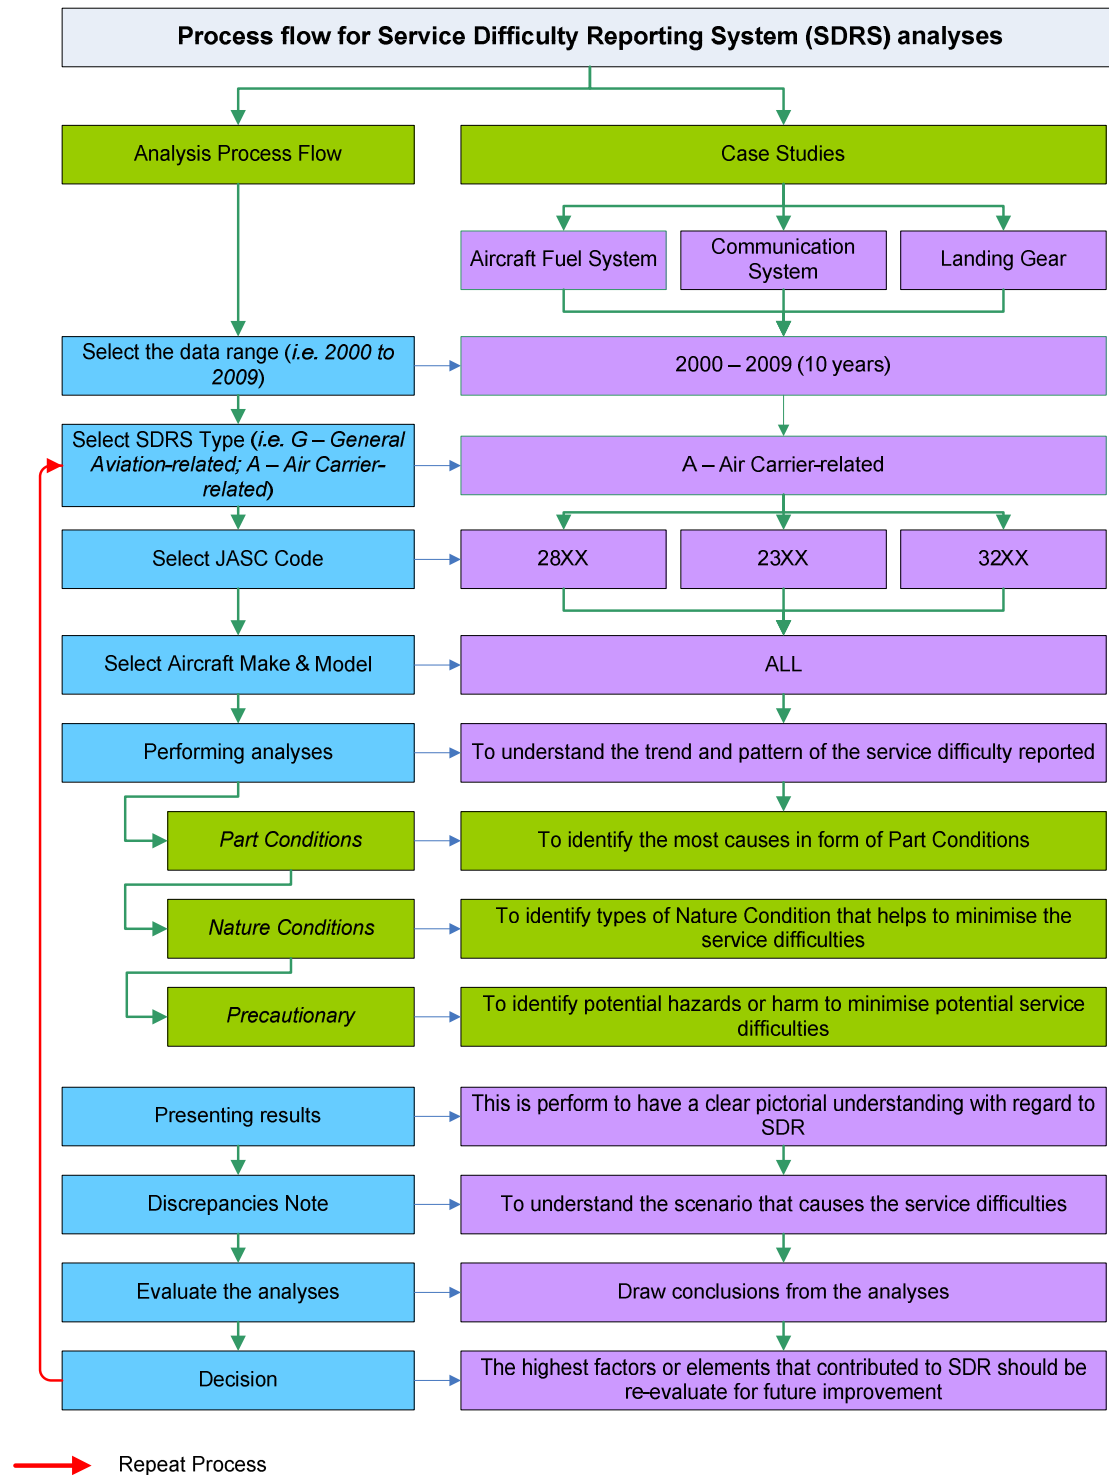 Process flow for Service Difficulty Reporting System (SDRS) analyses
Analysis Process Flow
Case Studies
Aircraft Fuel System
Communication
System
Landing Gear
Select the data range (i.e. 2000 to
2009)
2000 – 2009 (10 years)
Select SDRS Type (i.e. G – General
Aviation-related; A – Air Carrier-
related)
A – Air Carrier-related
Select JASC Code
28XX
23XX
32XX
Select Aircraft Make & Model
ALL
Performing analyses
To understand the trend and pattern of the service difficulty reported
Part Conditions
To identify the most causes in form of Part Conditions
Nature Conditions
To identify types of Nature Condition that helps to minimise the
service difficulties
Precautionary
To identify potential hazards or harm to minimise potential service
difficulties
Presenting results
This is perform to have a clear pictorial understanding with regard to
SDR
Discrepancies Note
To understand the scenario that causes the service difficulties
Evaluate the analyses
Draw conclusions from the analyses
Decision
The highest factors or elements that contributed to SDR should be
re-evaluate for future improvement
Repeat Process